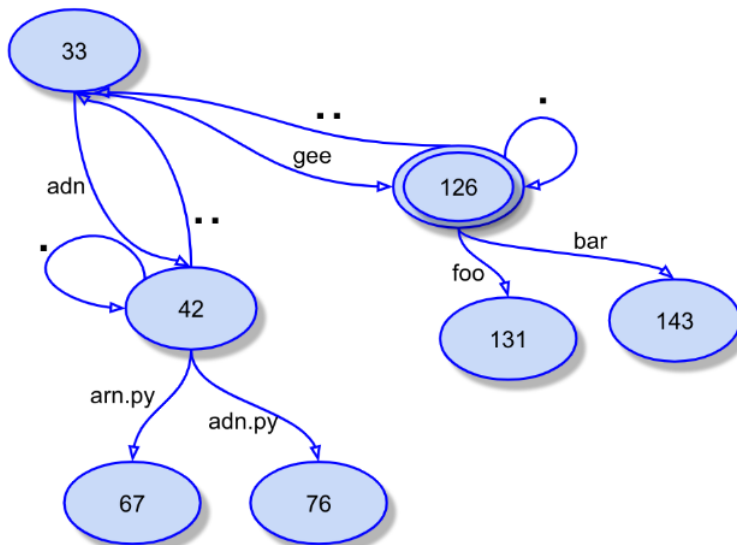 33
. .
.
gee
126
adn
. .
.
bar
foo
42
143
131
arn.py
adn.py
67
76